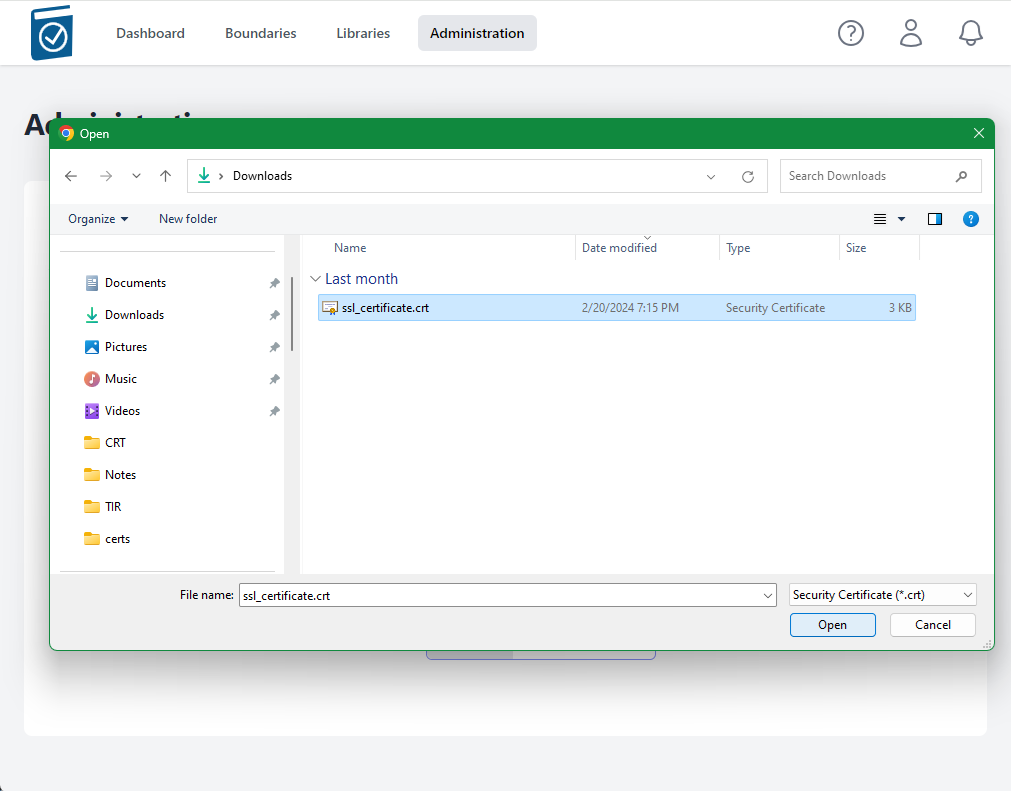 Dashboard
Boundaries
Libraries
Administration
Open
Downloads
Search Downloads
Organize
New folder
Name
Date modified
Type
Size
Documents
Downloads
Pictures
Music
Videos
CRT
Notes
TIR
certs
Last month
ssl_certificate.crt 2/20/2024 7:15 PM Security Certificate 3 KB
File name: ssl_certificate.crt
Security Certificate (*.crt)
Open
Cancel